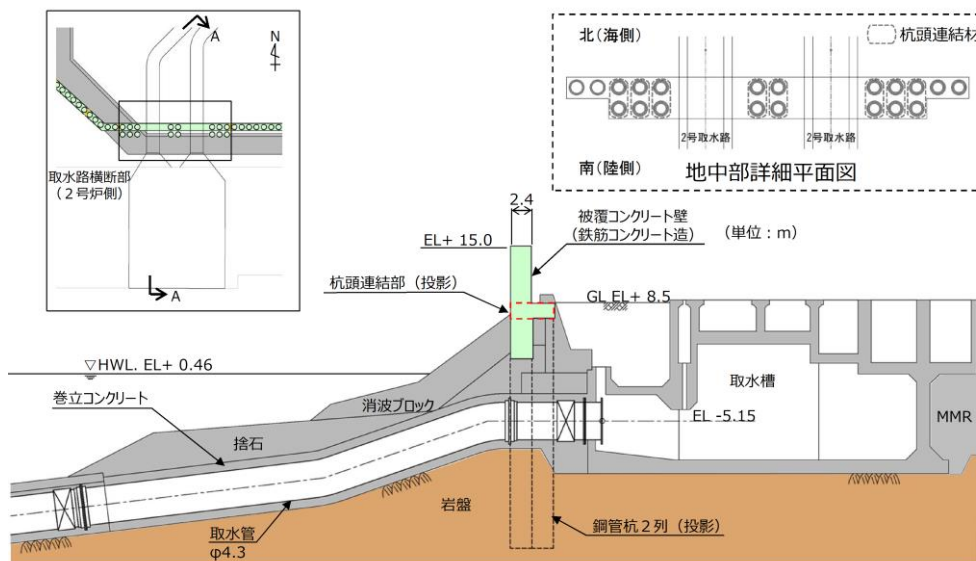 A
N
取水路横断部
（２号炉側）
A
北（海側）
杭頭連結材
2号取水路
2号取水路
南（陸側）
地中部詳細平面図
2.4
被覆コンクリート壁
（鉄筋コンクリート造）
（単位：m）
EL+ 15.0
杭頭連結部（投影）
GL EL+ 8.5
▽HWL. EL+ 0.46
巻立コンクリート
消波ブロック
取水槽
EL -5.15
MMR
捨石
岩盤
取水管
φ4.3
鋼管杭２列（投影）